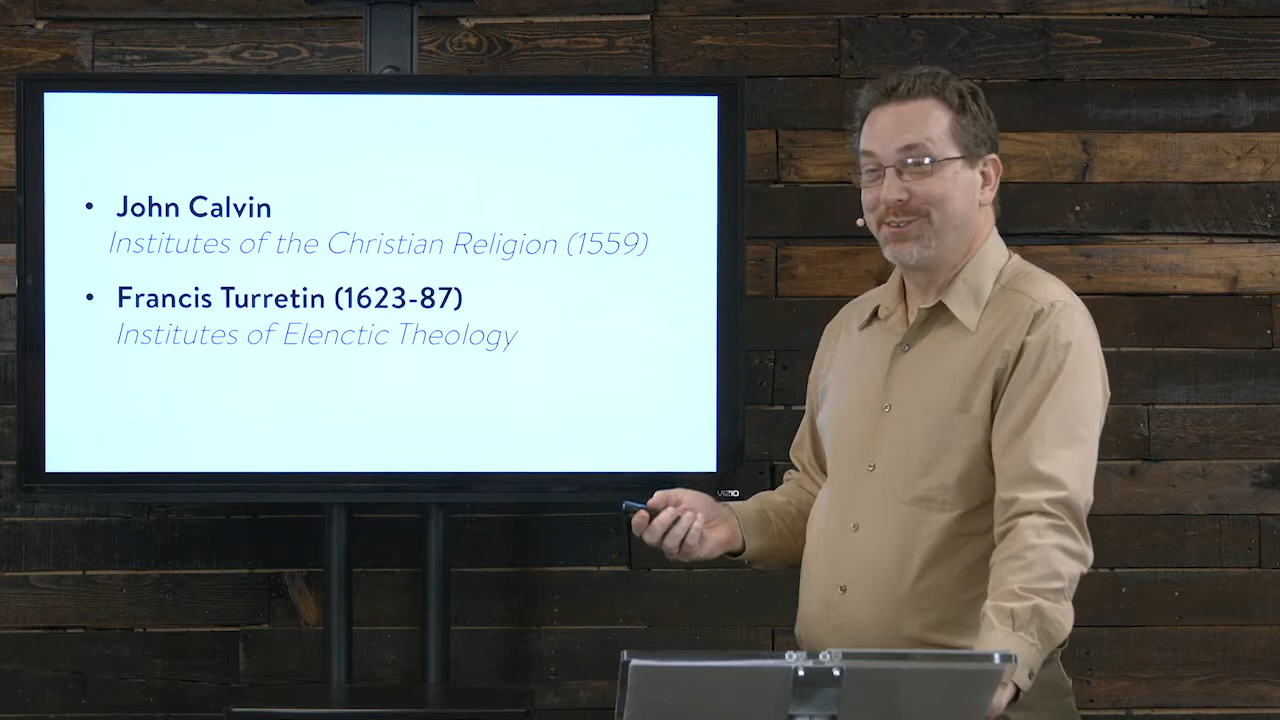 • John Calvin
Institutes of the Christian Religion (1559)
• Francis Turretin (1623-87)
Institutes of Elenctic Theology
VIZIO